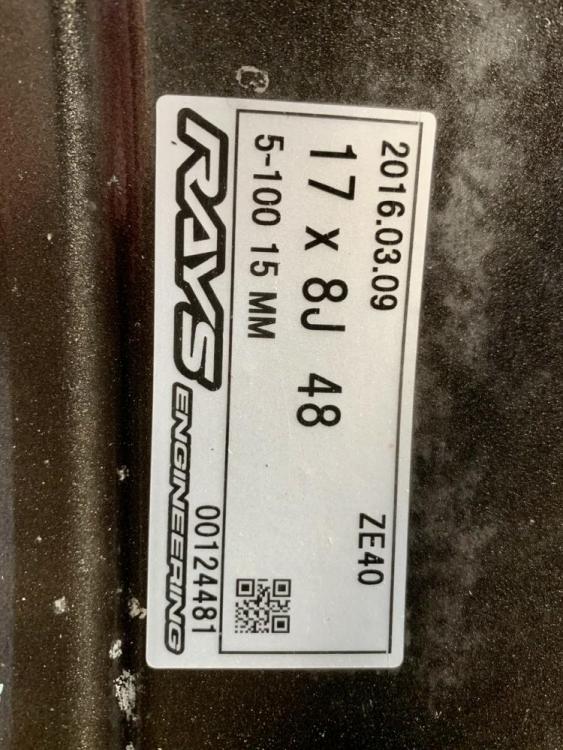 2016.03.09 ZE40
17 x 8J 48
5-100 15 MM
RAYS ENGINEERING 00124481